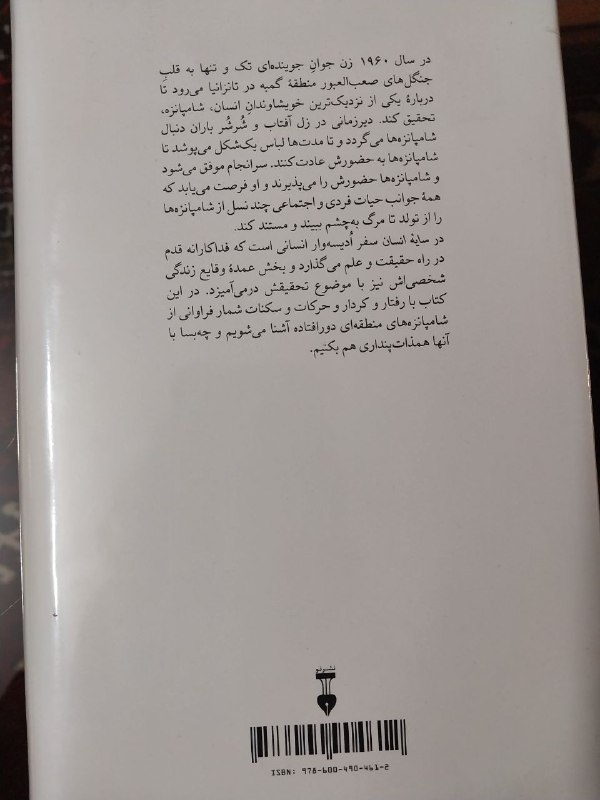 در سال ۱۹۶۰ زن جوانِ جوینده‌ای تک و تنها به قلب
جنگل‌های صعب‌العبور منطقهٔ گمبه در تانزانیا می‌رود تا
دربارهٔ یکی از نزدیک‌ترین خویشاوندانِ انسان، شامپانزه،
تحقیق کند. دیرزمانی در زل آفتاب و شُرشُر باران دنبال
شامپانزه‌ها می‌گردد و تا مدت‌ها لباس یک‌شکل می‌پوشد تا
شامپانزه‌ها به حضورش عادت کنند. سرانجام موفق می‌شود
و شامپانزه‌ها حضورش را می‌پذیرند و او فرصت می‌یابد که
همهٔ جوانب حیات فردی و اجتماعی چند نسل از شامپانزه‌ها
را از تولد تا مرگ به‌چشم ببیند و مستند کند.
در سایهٔ انسان سفر اُدیسه‌وار انسانی است که فداکارانه قدم
در راه حقیقت و علم می‌گذارد و بخش عمدهٔ وقایع زندگی
شخصی‌اش نیز با موضوع تحقیقش درمی‌آمیزد. در این
کتاب با رفتار و کردار و حرکات و سکنات شمار فراوانی از
شامپانزه‌های منطقه‌ای دورافتاده آشنا می‌شویم و چه‌بسا با
آنها همذات‌پنداری هم بکنیم.
نشرنو
ISBN: 978-600-490-461-2